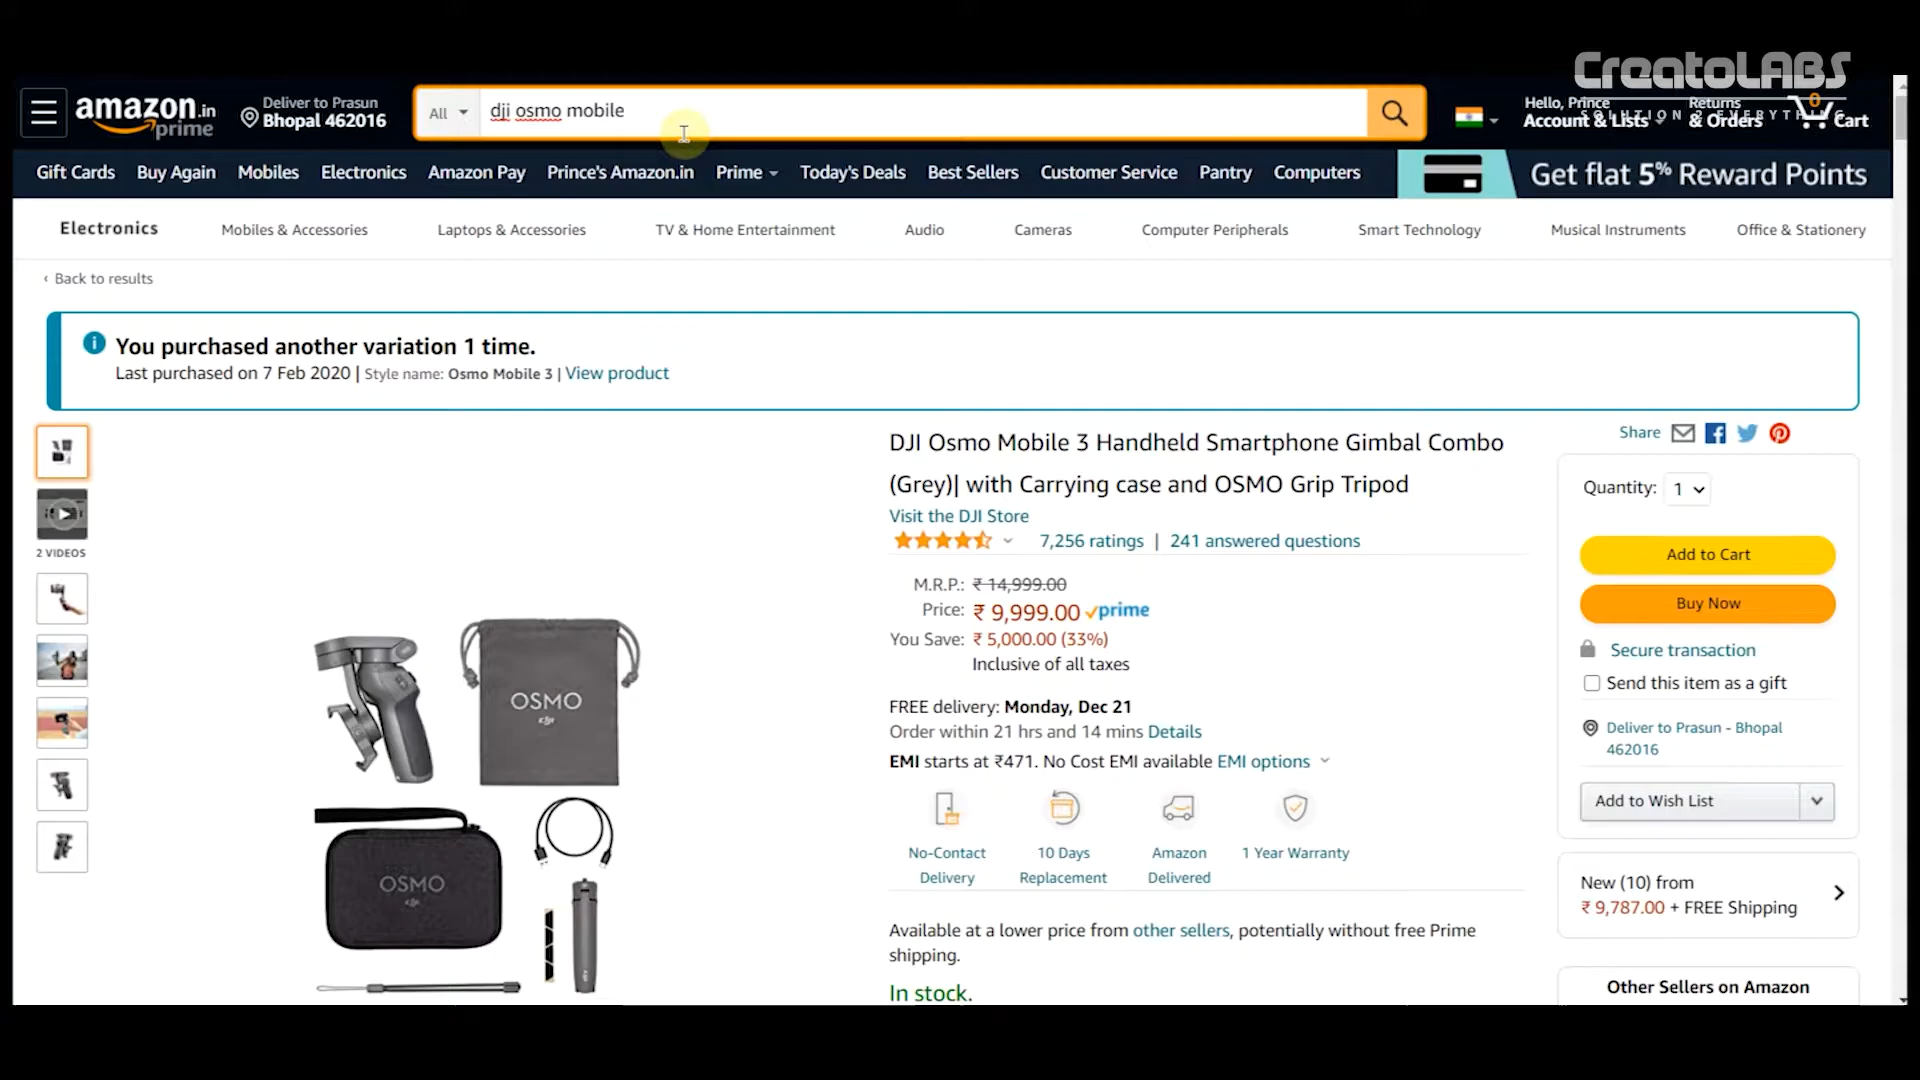 CreatoLABS
SOLUTION 2 EVERYTHING
amazon.in
prime
Deliver to Prasun
Bhopal 462016
All
dji osmo mobile
Hello, Prince
Account & Lists
Returns
& Orders
0
Cart
Gift Cards Buy Again Mobiles Electronics Amazon Pay Prince's Amazon.in Prime Today's Deals Best Sellers Customer Service Pantry Computers
Get flat 5% Reward Points
Electronics Mobiles & Accessories Laptops & Accessories TV & Home Entertainment Audio Cameras Computer Peripherals Smart Technology Musical Instruments Office & Stationery
‹ Back to results
You purchased another variation 1 time.
Last purchased on 7 Feb 2020 | Style name: Osmo Mobile 3 | View product
2 VIDEOS
OSMO
dji
OSMO
dji
DJI Osmo Mobile 3 Handheld Smartphone Gimbal Combo
(Grey)| with Carrying case and OSMO Grip Tripod
Visit the DJI Store
7,256 ratings | 241 answered questions
M.R.P.: ₹ 14,999.00
Price: ₹ 9,999.00 prime
You Save: ₹ 5,000.00 (33%)
Inclusive of all taxes
FREE delivery: Monday, Dec 21
Order within 21 hrs and 14 mins Details
EMI starts at ₹471. No Cost EMI available EMI options
No-Contact
Delivery
10 Days
Replacement
Amazon
Delivered
1 Year Warranty
Available at a lower price from other sellers, potentially without free Prime
shipping.
In stock.
Share
Quantity: 1
Add to Cart
Buy Now
Secure transaction
Send this item as a gift
Deliver to Prasun - Bhopal
462016
Add to Wish List
New (10) from
₹ 9,787.00 + FREE Shipping
Other Sellers on Amazon